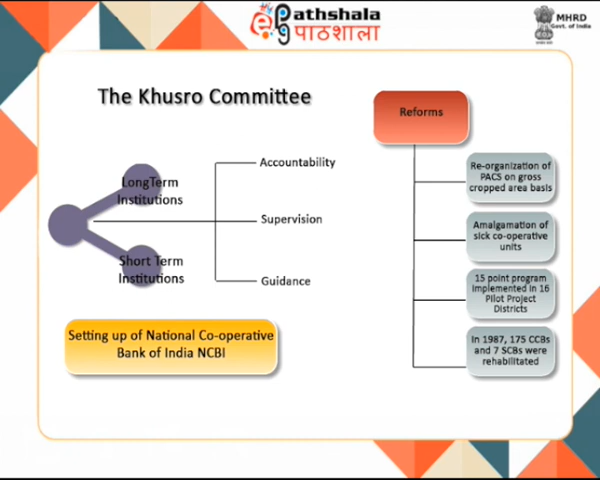 e Pathshala
पाठशाला
MHRD
Govt. of India
The Khusro Committee
LongTerm
Institutions
Short Term
Institutions
Accountability
Supervision
Guidance
Setting up of National Co-operative
Bank of India NCBI
Reforms
Re-organization of
PACS on gross
cropped area basis
Amalgamation of
sick co-operative
units
15 point program
implemented in 16
Pilot Project
Districts
In 1987, 175 CCBs
and 7 SCBs were
rehabilitated